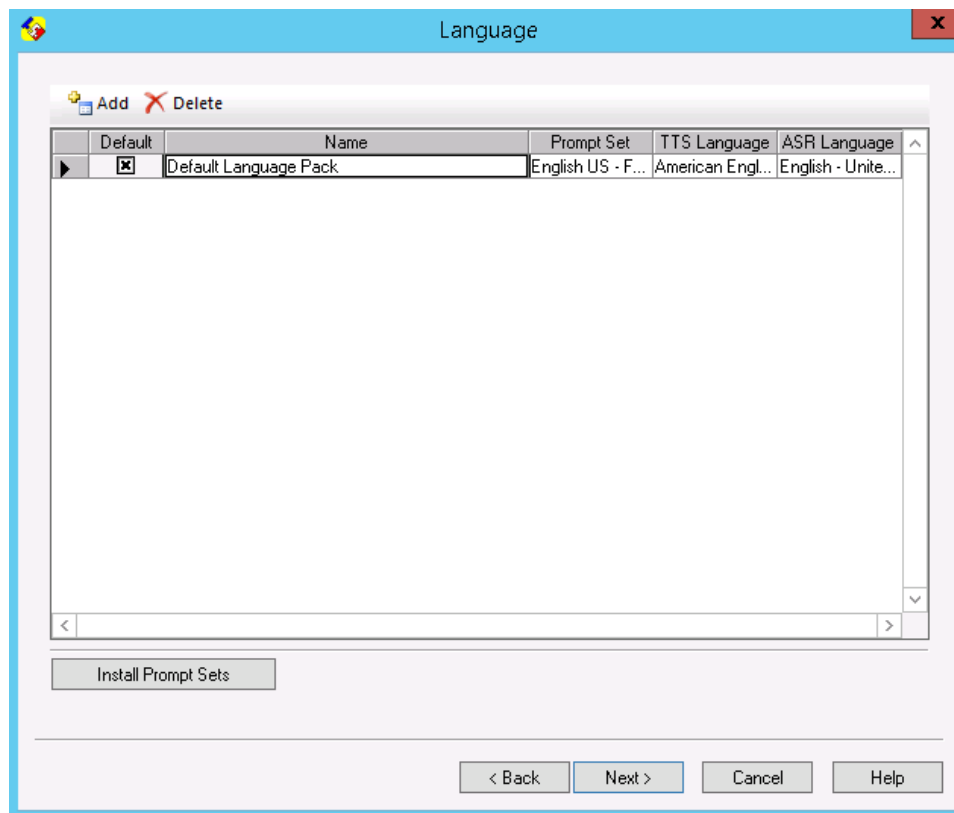 Language
Add Delete
Default Name Prompt Set TTS Language ASR Language
Default Language Pack English US - F... American Engl... English - Unite...
Install Prompt Sets
< Back Next > Cancel Help